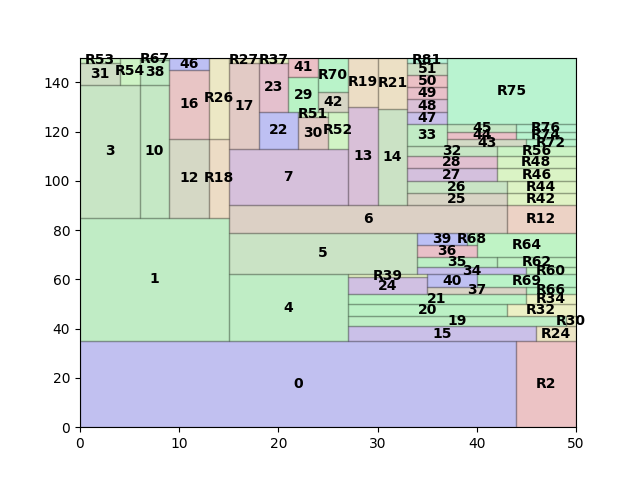 R53 R67 46 R27 R37 41 R81
31 R54 38 R70 51
50
R75
16 R26 17 23 29 42 R19 R21 49
48
47
R51
22 30 R52 33 45 R76
44 R74
43 R72
3 10 13 14 32 R56
28 R48
12 R18 7 27 R46
26 R44
25 R42
6 R12
39 R68
R64
36
5 35 R62
34 R60
1 R39 40 R69
24 37 R66
21 R34
4 20 R32
19 R30
15 R24
0 R2
140
120
100
80
60
40
20
0
0 10 20 30 40 50